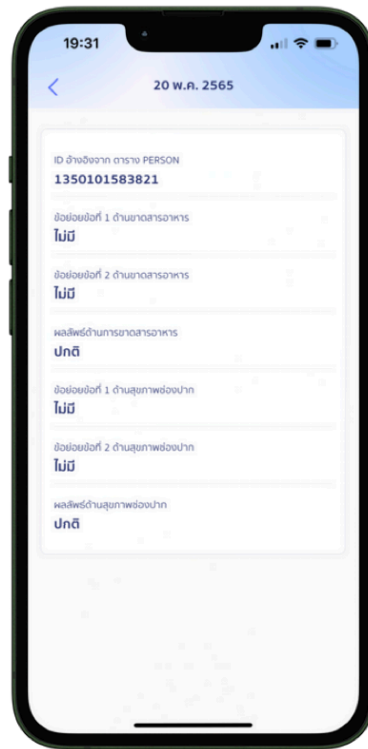 19:31
20 พ.ค. 2565
ID อ้างอิงจาก ตาราง PERSON
1350101583821
ข้อย่อยข้อที่ 1 ด้านขาดสารอาหาร
ไม่มี
ข้อย่อยข้อที่ 2 ด้านขาดสารอาหาร
ไม่มี
ผลลัพธ์ด้านการขาดสารอาหาร
ปกติ
ข้อย่อยข้อที่ 1 ด้านสุขภาพช่องปาก
ไม่มี
ข้อย่อยข้อที่ 2 ด้านสุขภาพช่องปาก
ไม่มี
ผลลัพธ์ด้านสุขภาพช่องปาก
ปกติ